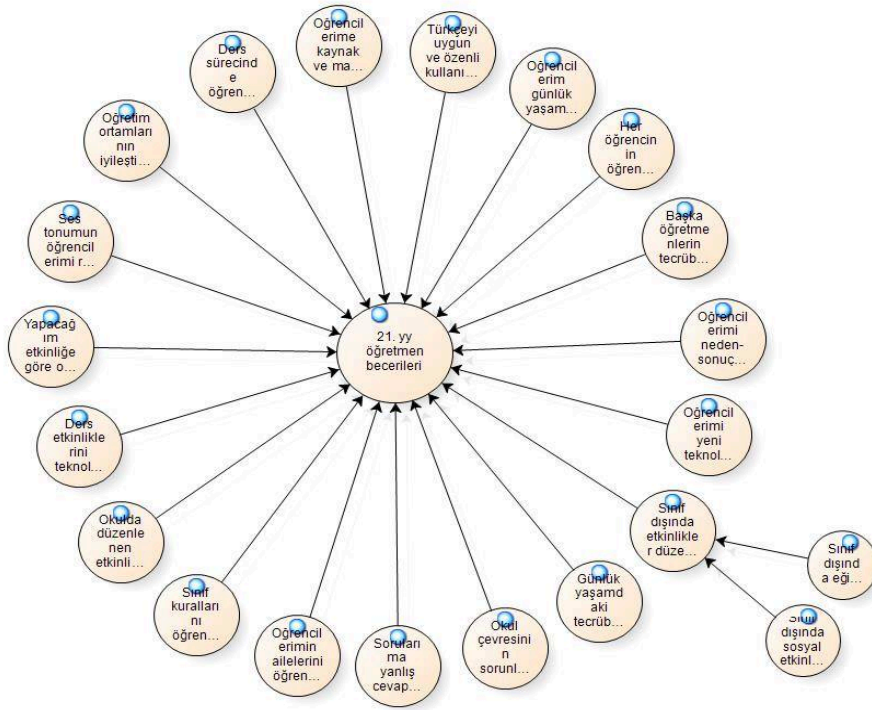 Öğrencil
erime
kaynak
ve ma...
Türkçeyi
uygun
ve özenli
kullanı...
Ders
sürecind
e
öğren...
Öğrencil
erim
günlük
yaşam...
Öğretim
ortamları
nın
iyileşti...
Her
öğrencin
in
öğren...
Ses
tonumun
öğrencil
erimi r...
Başka
öğretme
nlerin
tecrüb...
Yapacağ
ım
etkinliğe
göre o...
21. yy
öğretmen
becerileri
Öğrencil
erimi
neden-
sonuç...
Ders
etkinlikle
rini
teknol...
Öğrencil
erimi
yeni
teknol...
Okulda
düzenle
nen
etkinli...
Sınıf
dışında
etkinlikle
r düze...
Sınıf
dışınd
a eği...
Sınıf
kuralları
nı
öğren...
Günlük
yaşamd
aki
tecrüb...
Sınıf
dışında
sosyal
etkinl...
Öğrencil
erimin
ailelerini
öğren...
Soruları
ma
yanlış
cevap...
Okul
çevresini
n
sorunl...